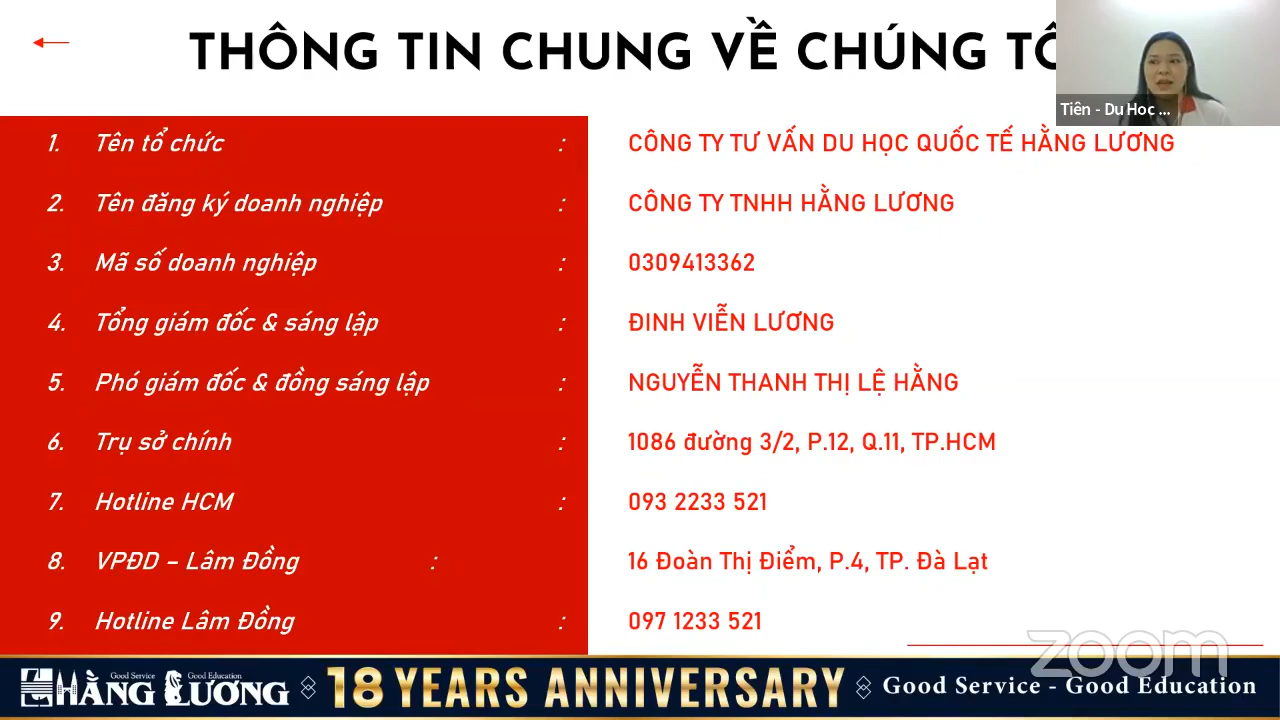 THÔNG TIN CHUNG VỀ CHÚNG TÔ
Tiên - Du Hoc ...
1. Tên tổ chức : CÔNG TY TƯ VẤN DU HỌC QUỐC TẾ HẰNG LƯƠNG
2. Tên đăng ký doanh nghiệp : CÔNG TY TNHH HẰNG LƯƠNG
3. Mã số doanh nghiệp : 0309413362
4. Tổng giám đốc & sáng lập : ĐINH VIỄN LƯƠNG
5. Phó giám đốc & đồng sáng lập : NGUYỄN THANH THỊ LỆ HẰNG
6. Trụ sở chính : 1086 đường 3/2, P.12, Q.11, TP.HCM
7. Hotline HCM : 093 2233 521
8. VPĐD – Lâm Đồng : 16 Đoàn Thị Điểm, P.4, TP. Đà Lạt
9. Hotline Lâm Đồng : 097 1233 521
zoom
Good Service Good Education
HẰNG LƯƠNG 18 YEARS ANNIVERSARY Good Service - Good Education